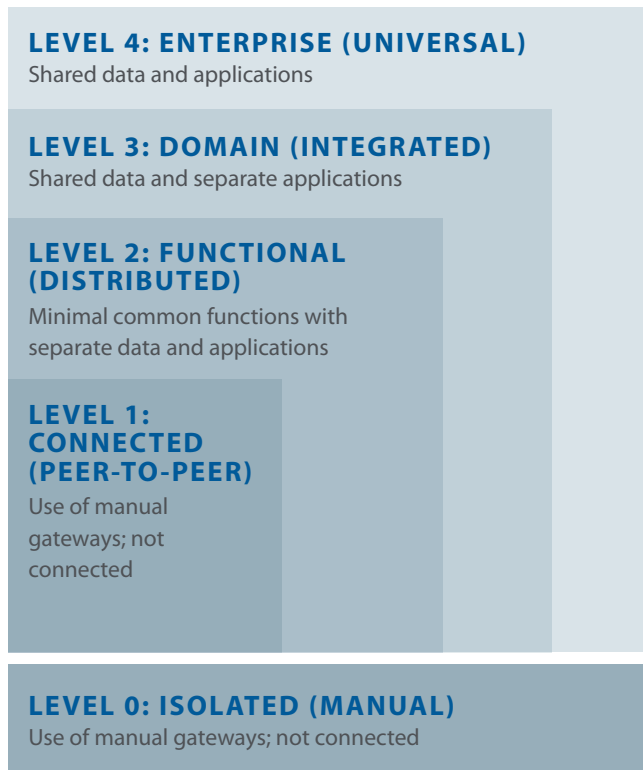 LEVEL 4: ENTERPRISE (UNIVERSAL)
Shared data and applications
LEVEL 3: DOMAIN (INTEGRATED)
Shared data and separate applications
LEVEL 2: FUNCTIONAL
(DISTRIBUTED)
Minimal common functions with
separate data and applications
LEVEL 1:
CONNECTED
(PEER-TO-PEER)
Use of manual
gateways; not
connected
LEVEL 0: ISOLATED (MANUAL)
Use of manual gateways; not connected